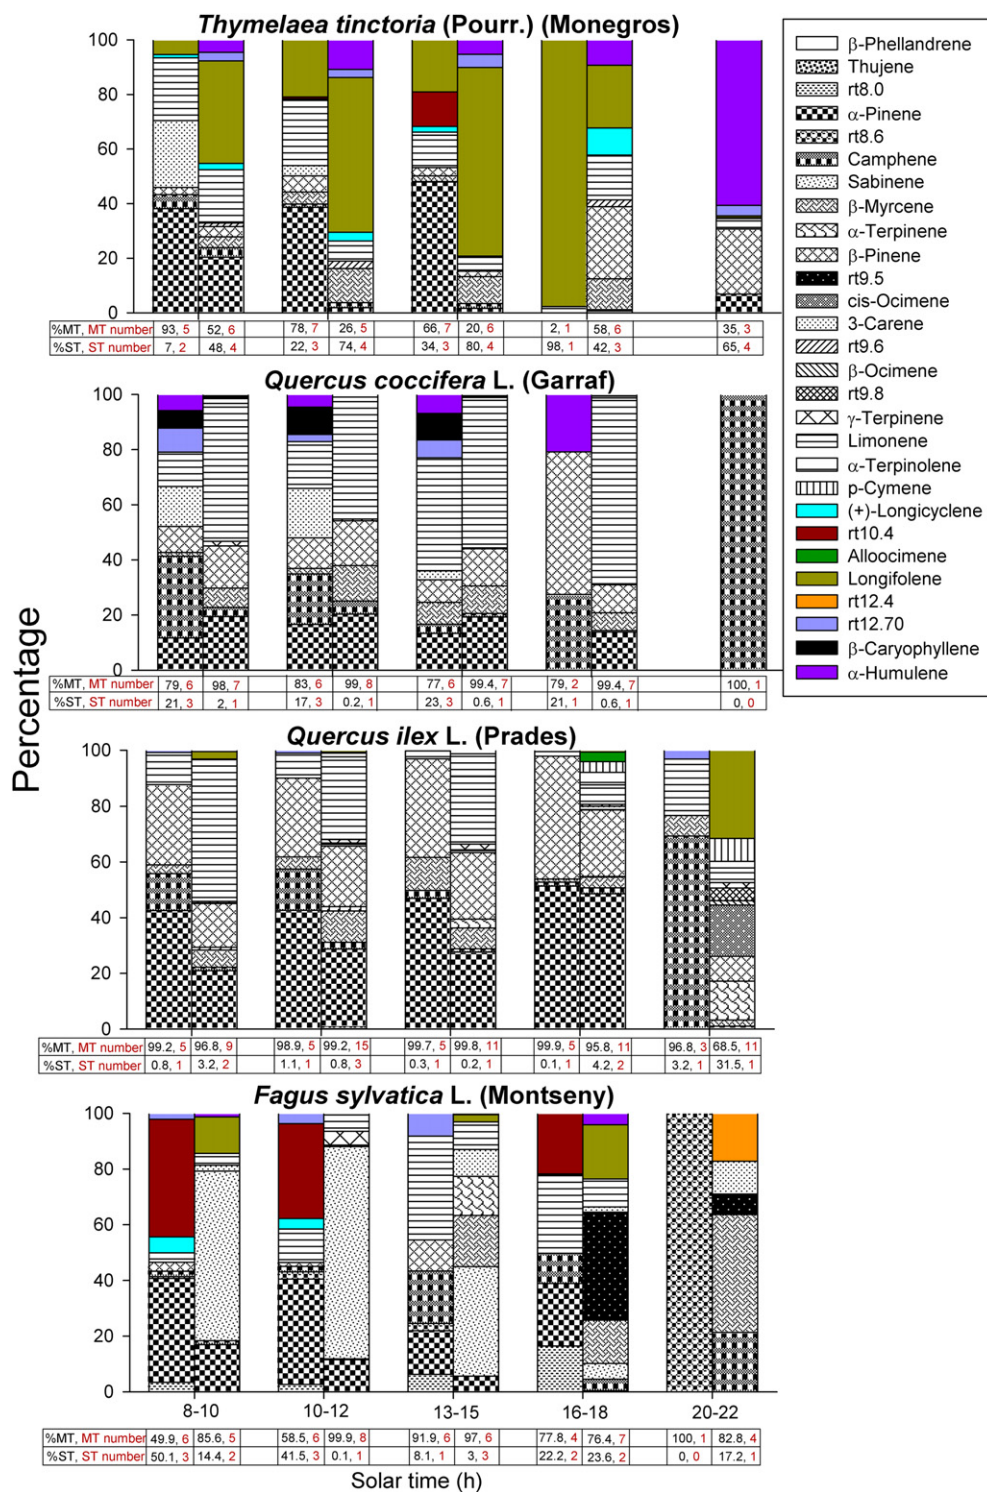 Thymelaea tinctoria (Pourr.) (Monegros)
100
80
60
40
20
0
%MT, MT number 93, 5 52, 6 78, 7 26, 5 66, 7 20, 6 2, 1 58, 6 35, 3
%ST, ST number 7, 2 48, 4 22, 3 74, 4 34, 3 80, 4 98, 1 42, 3 65, 4
Quercus coccifera L. (Garraf)
100
80
60
40
20
0
%MT, MT number 79, 6 98, 7 83, 6 99, 8 77, 6 99.4, 7 79, 2 99.4, 7 100, 1
%ST, ST number 21, 3 2, 1 17, 3 0.2, 1 23, 3 0.6, 1 21, 1 0.6, 1 0, 0
Percentage
Quercus ilex L. (Prades)
100
80
60
40
20
0
%MT, MT number 99.2, 5 96.8, 9 98.9, 5 99.2, 15 99.7, 5 99.8, 11 99.9, 5 95.8, 11 96.8, 3 68.5, 11
%ST, ST number 0.8, 1 3.2, 2 1.1, 1 0.8, 3 0.3, 1 0.2, 1 0.1, 1 4.2, 2 3.2, 1 31.5, 1
Fagus sylvatica L. (Montseny)
100
80
60
40
20
0
8-10 10-12 13-15 16-18 20-22
%MT, MT number 49.9, 6 85.6, 5 58.5, 6 99.9, 8 91.9, 6 97, 6 77.8, 4 76.4, 7 100, 1 82.8, 4
%ST, ST number 50.1, 3 14.4, 2 41.5, 3 0.1, 1 8.1, 1 3, 3 22.2, 2 23.6, 2 0, 0 17.2, 1
Solar time (h)
β-Phellandrene
Thujene
rt8.0
α-Pinene
rt8.6
Camphene
Sabinene
β-Myrcene
α-Terpinene
β-Pinene
rt9.5
cis-Ocimene
3-Carene
rt9.6
β-Ocimene
rt9.8
γ-Terpinene
Limonene
α-Terpinolene
p-Cymene
(+)-Longicyclene
rt10.4
Alloocimene
Longifolene
rt12.4
rt12.70
β-Caryophyllene
α-Humulene